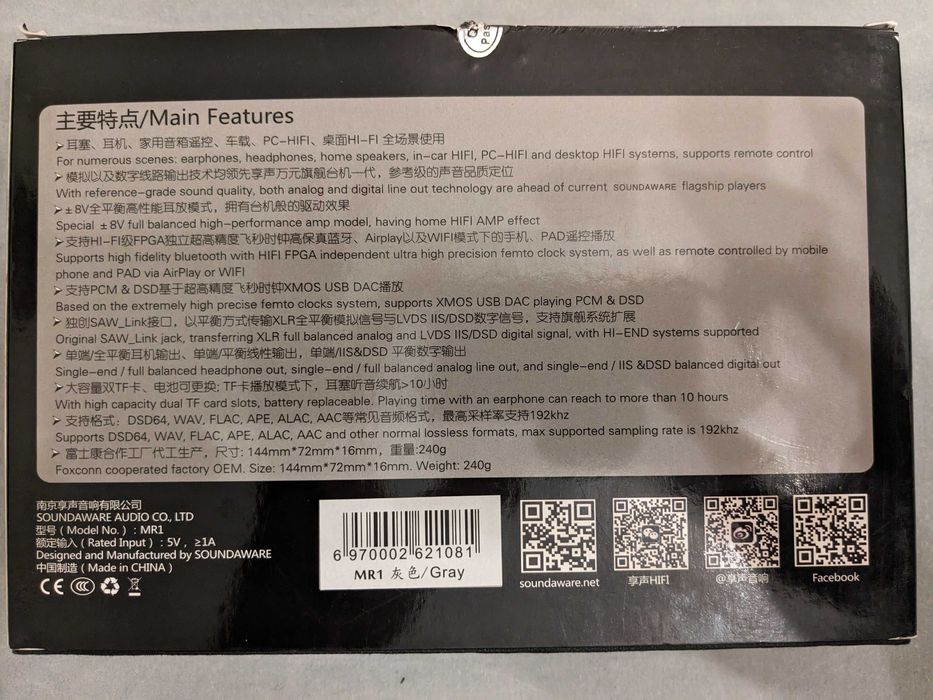 Pas
主要特点/Main Features
➢耳塞、耳机、家用音箱遥控、车载、PC-HIFI、桌面HI-FI 全场景使用
For numerous scenes: earphones, headphones, home speakers, in-car HIFI, PC-HIFI and desktop HIFI systems, supports remote control
➢模拟以及数字线路输出技术均领先享声万元旗舰台机一代，参考级的声音品质定位
With reference-grade sound quality, both analog and digital line out technology are ahead of current SOUNDAWARE flagship players
➢±8V全平衡高性能耳放模式，拥有台机般的驱动效果
Special ±8V full balanced high-performance amp model, having home HIFI AMP effect
➢支持HI-FI级FPGA独立超高精度飞秒时钟高保真蓝牙、Airplay以及WIFI模式下的手机、PAD遥控播放
Supports high fidelity bluetooth with HIFI FPGA independent ultra high precision femto clock system, as well as remote controlled by mobile
phone and PAD via AirPlay or WIFI
➢支持PCM & DSD基于超高精度飞秒时钟XMOS USB DAC播放
Based on the extremely high precise femto clocks system, supports XMOS USB DAC playing PCM & DSD
➢独创SAW_Link接口，以平衡方式传输XLR全平衡模拟信号与LVDS IIS/DSD数字信号，支持旗舰系统扩展
Original SAW_Link jack, transferring XLR full balanced analog and LVDS IIS/DSD digital signal, with HI-END systems supported
➢单端/全平衡耳机输出、单端/平衡线性输出，单端/IIS&DSD 平衡数字输出
Single-end / full balanced headphone out, single-end / full balanced analog line out, and single-end / IIS &DSD balanced digital out
➢大容量双TF卡、电池可更换; TF卡播放模式下，耳塞听音续航>10小时
With high capacity dual TF card slots, battery replaceable. Playing time with an earphone can reach to more than 10 hours
➢支持格式：DSD64, WAV, FLAC, APE, ALAC, AAC等常见音频格式，最高采样率支持192khz
Supports DSD64, WAV, FLAC, APE, ALAC, AAC and other normal lossless formats, max supported sampling rate is 192khz
➢富士康合作工厂代工生产，尺寸: 144mm*72mm*16mm，重量:240g
Foxconn cooperated factory OEM. Size: 144mm*72mm*16mm. Weight: 240g
南京享声音响有限公司
SOUNDAWARE AUDIO CO., LTD
型号 ( Model No. ) : MR1
额定输入 ( Rated Input ) : 5V , ≥1A
Designed and Manufactured by SOUNDAWARE
中国制造 ( Made in CHINA )
CE CCC
6 970002 621081
MR1 灰色/Gray
soundaware.net
享声HIFI
@享声音响
Facebook